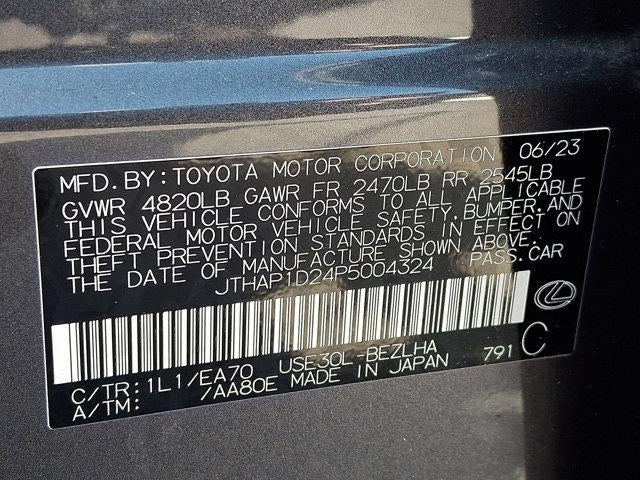 MFD. BY: TOYOTA MOTOR CORPORATION 06/23
GVWR 4820LB GAWR FR 2470LB RR 2545LB
THIS VEHICLE CONFORMS TO ALL APPLICABLE
FEDERAL MOTOR VEHICLE SAFETY, BUMPER, AND
THEFT PREVENTION STANDARDS IN EFFECT ON
THE DATE OF MANUFACTURE SHOWN ABOVE.
JTHAP1D24P5004324 PASS. CAR
C/TR: 1L1/EA70 USE30L-BEZLHA 791 C
A/TM: /AA80E MADE IN JAPAN